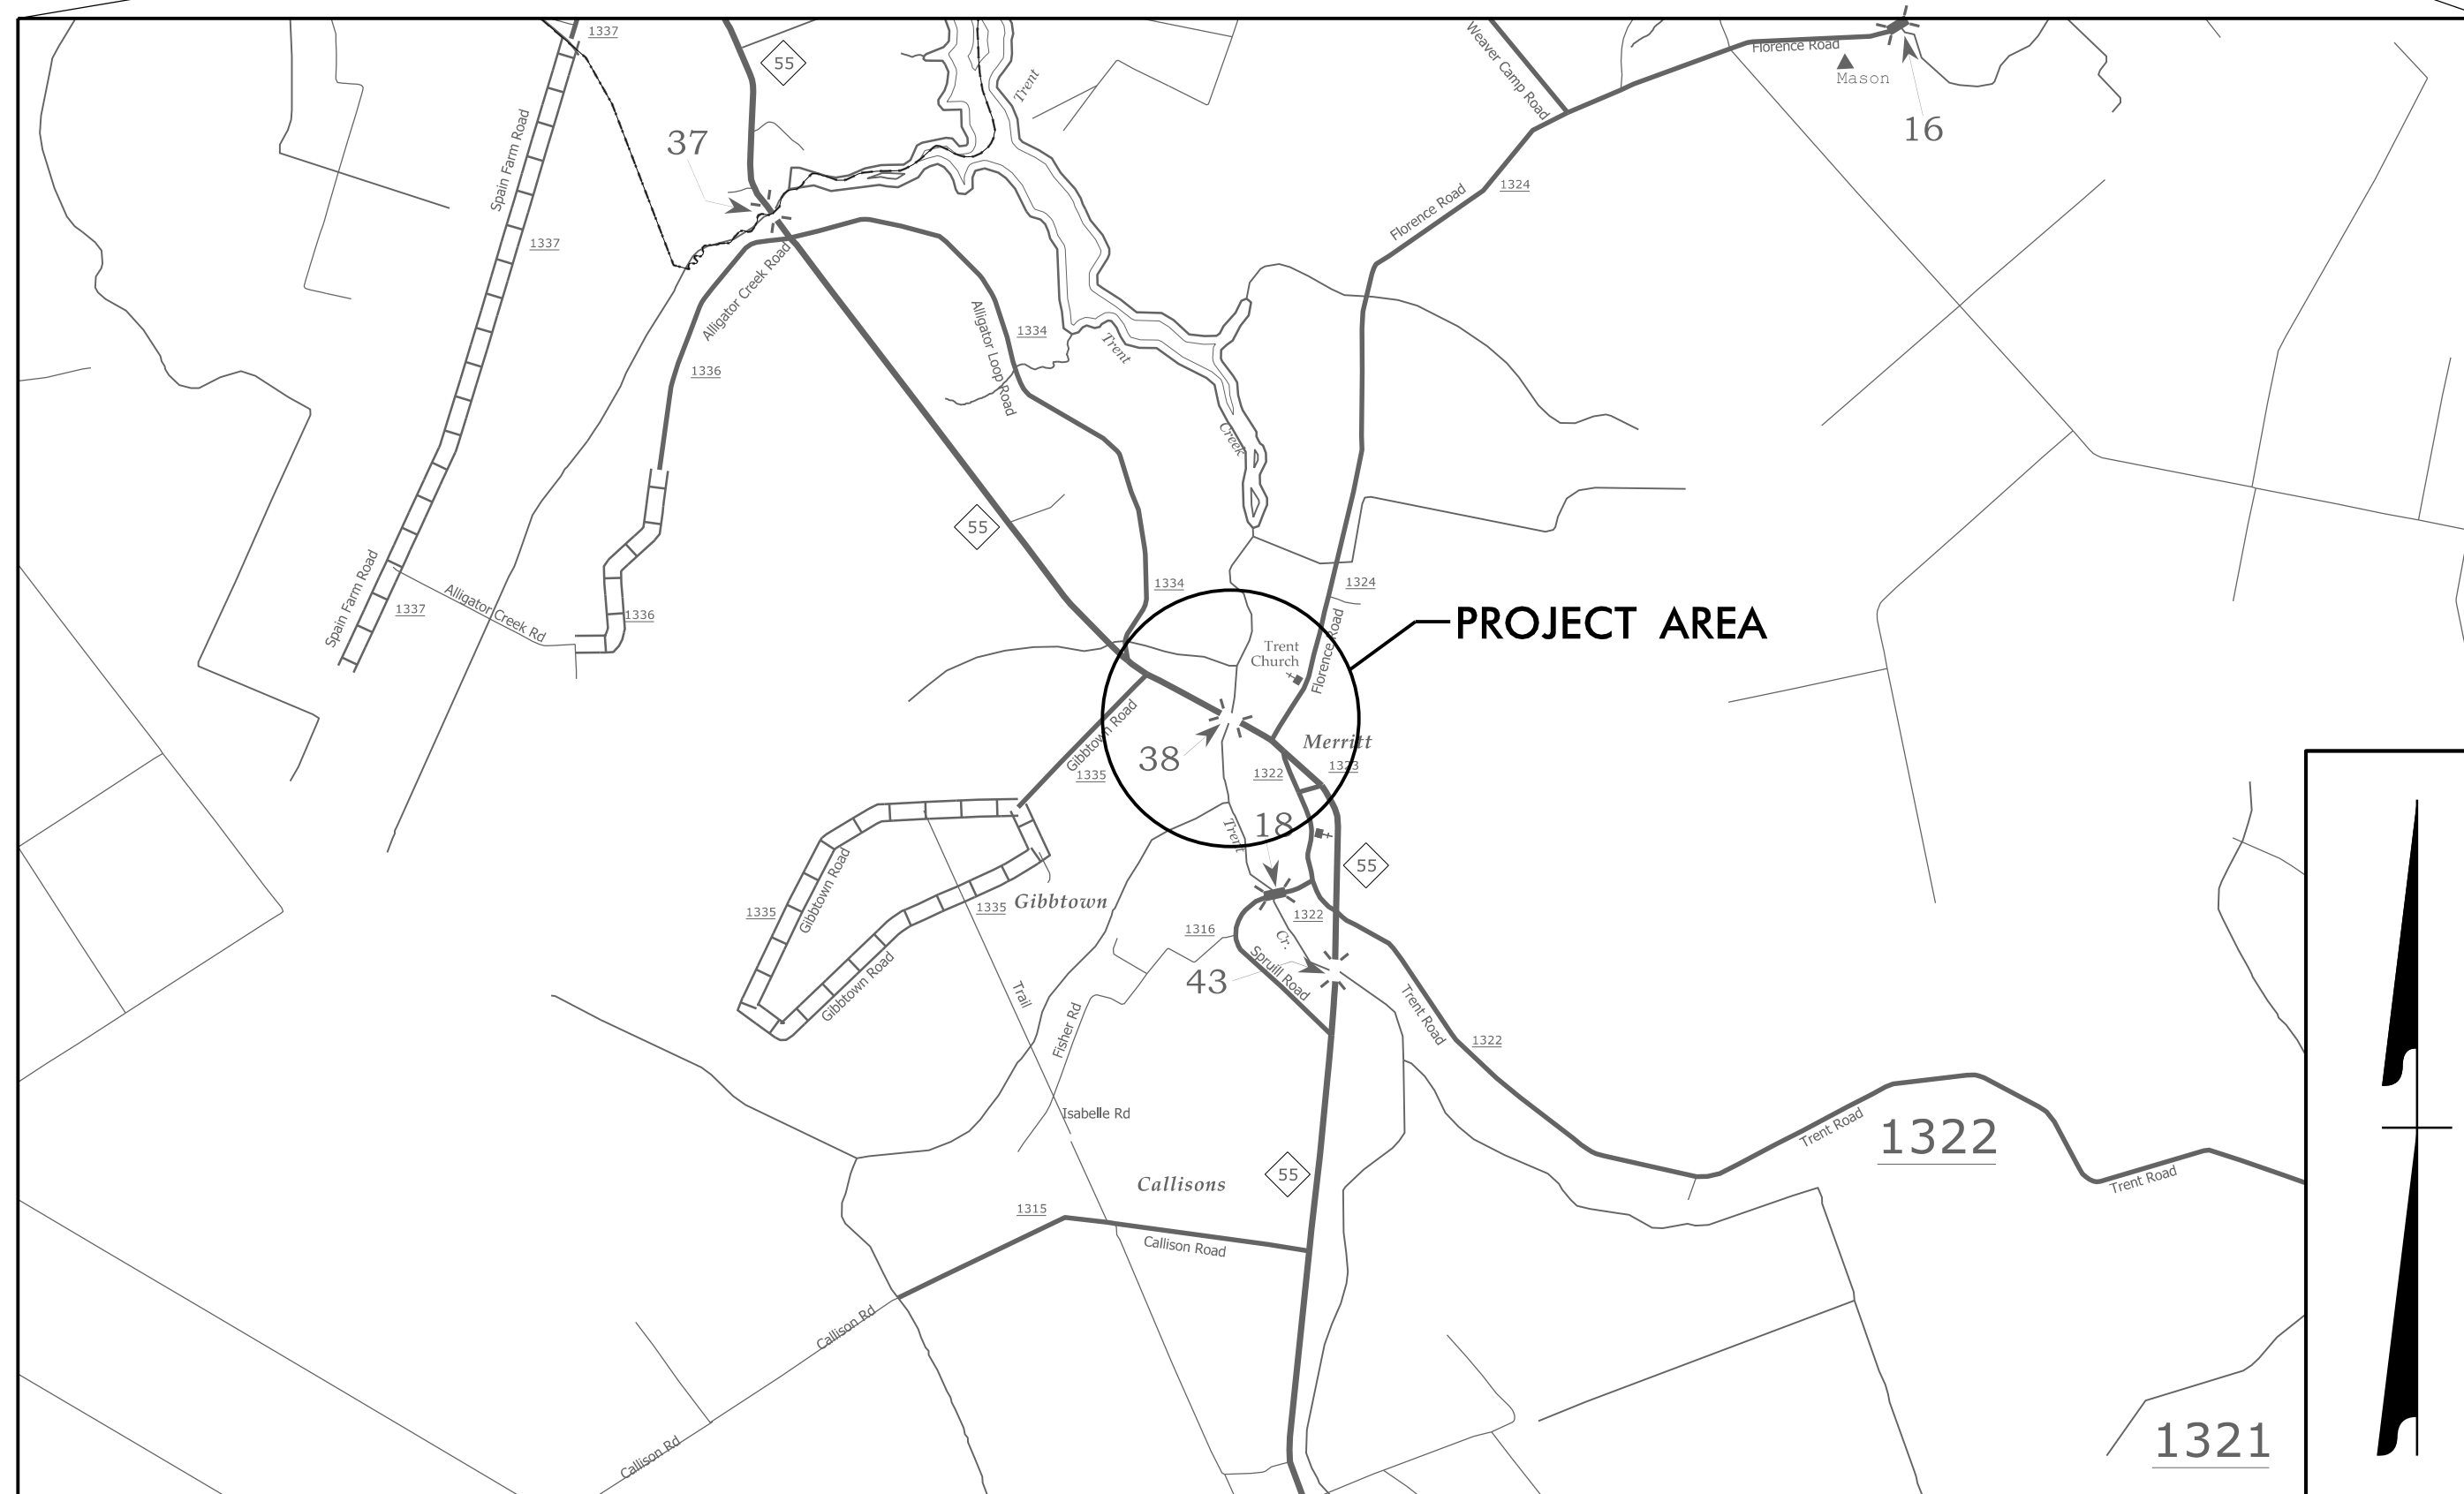 1337
55
Weaver Camp Road
Florence Road
Mason
16
Trent
37
Spain Farm Road
1337
Florence Road
1324
Alligator Creek Road
1336
Alligator Loop Road
1334
Trent
Creek
55
Spain Farm Road
1337
Alligator Creek Rd
1336
1334
1324
PROJECT AREA
Trent
Church
Florence Road
Merritt
38
Gibbtown Road
1335
1322
1323
18
Trent
55
Gibbtown Road
1335
1335
Gibbtown
1322
1316
Cr.
43
Spruill Road
Gibbtown Road
Trail
Fisher Rd
Trent Road
1322
Isabelle Rd
Trent Road
1322
Trent Road
Callisons
55
1315
Callison Road
Callison Rd
Callison Rd
1321